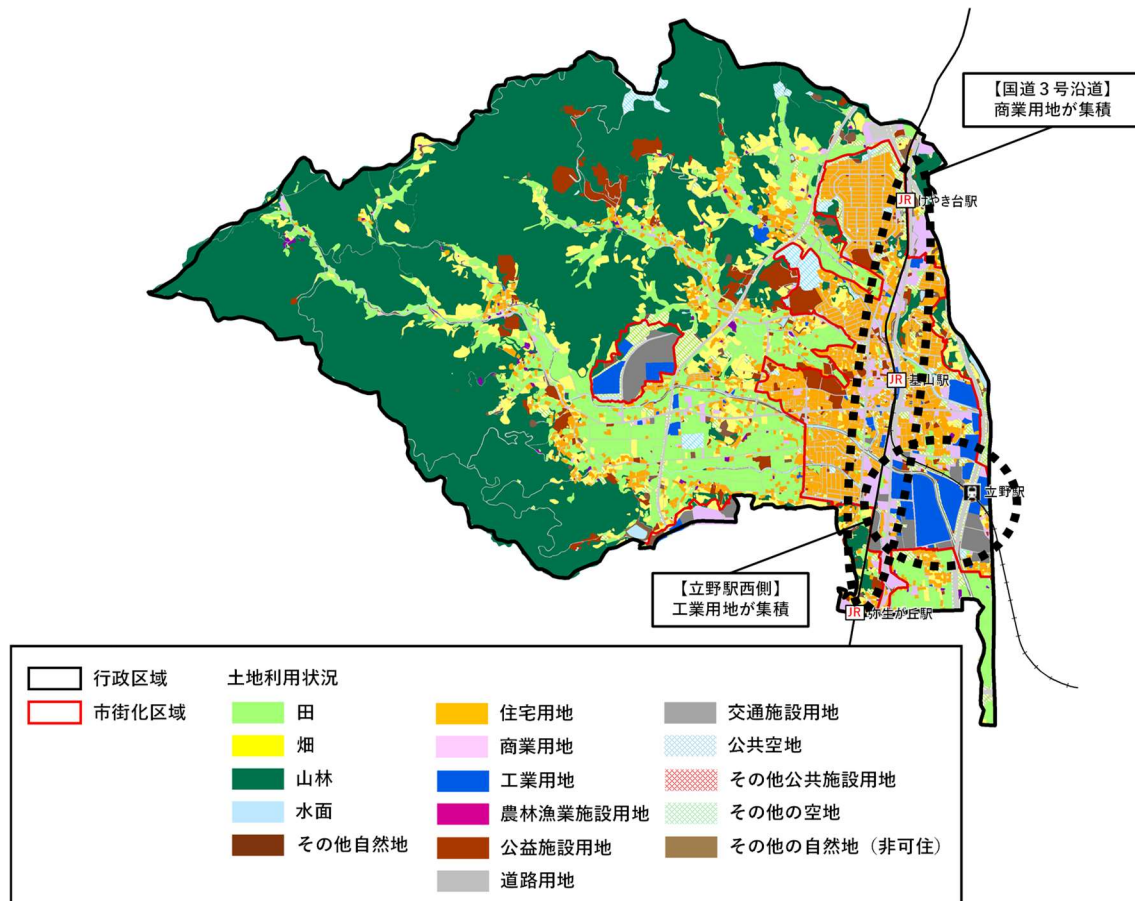 【国道3号沿道】
商業用地が集積
JR けやき台駅
JR 基山駅
立野駅
【立野駅西側】
工業用地が集積
JR 弥生が丘駅
行政区域
市街化区域
土地利用状況
田
畑
山林
水面
その他自然地
住宅用地
商業用地
工業用地
農林漁業施設用地
公益施設用地
道路用地
交通施設用地
公共空地
その他公共施設用地
その他の空地
その他の自然地（非可住）